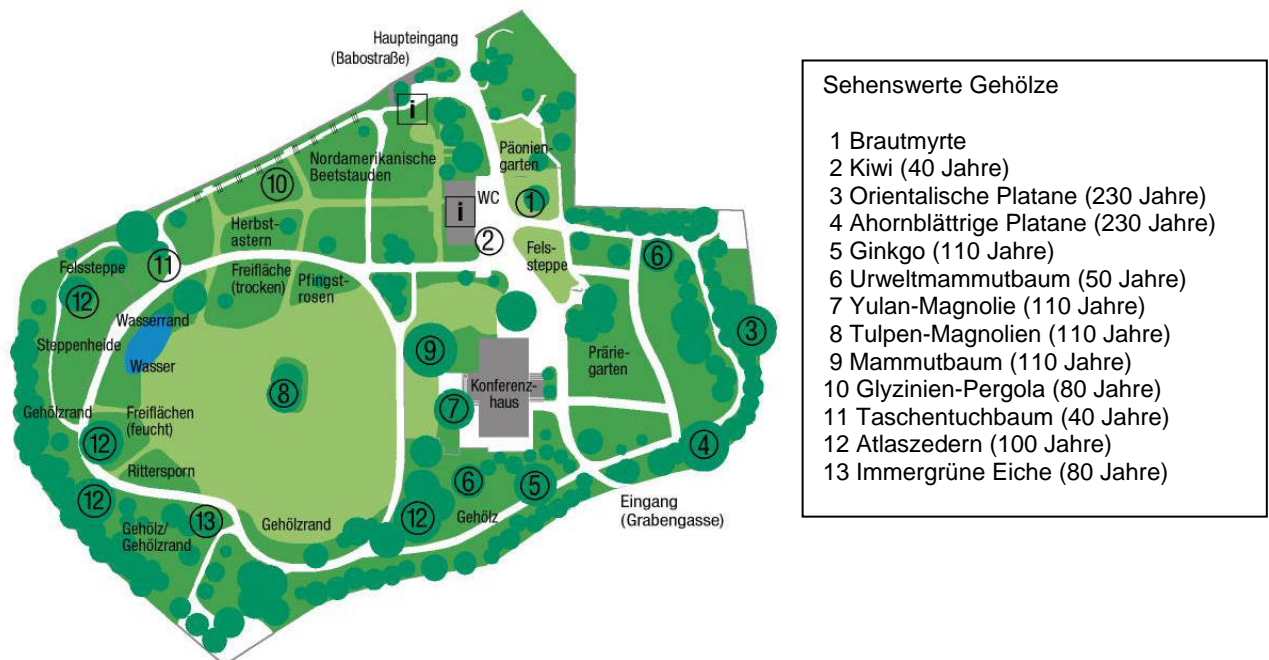 Haupteingang
(Babostraße)
i
Päonien-
garten
Nordamerikanische
Beetstauden
10
WC
i
1
Herbst-
astern
2
Fels-
steppe
6
Felssteppe
11
Freifläche
(trocken)
Pfingst-
rosen
12
Wasserrand
3
Steppenheide
9
Prärie-
garten
Wasser
8
Konferenz-
haus
7
Gehölzrand
Freiflächen
(feucht)
12
4
Rittersporn
6
5
12
Eingang
(Grabengasse)
13
12
Gehölz
Gehölz/
Gehölzrand
Gehölzrand
Sehenswerte Gehölze
1 Brautmyrte
2 Kiwi (40 Jahre)
3 Orientalische Platane (230 Jahre)
4 Ahornblättrige Platane (230 Jahre)
5 Ginkgo (110 Jahre)
6 Urweltmammutbaum (50 Jahre)
7 Yulan-Magnolie (110 Jahre)
8 Tulpen-Magnolien (110 Jahre)
9 Mammutbaum (110 Jahre)
10 Glyzinien-Pergola (80 Jahre)
11 Taschentuchbaum (40 Jahre)
12 Atlaszedern (100 Jahre)
13 Immergrüne Eiche (80 Jahre)